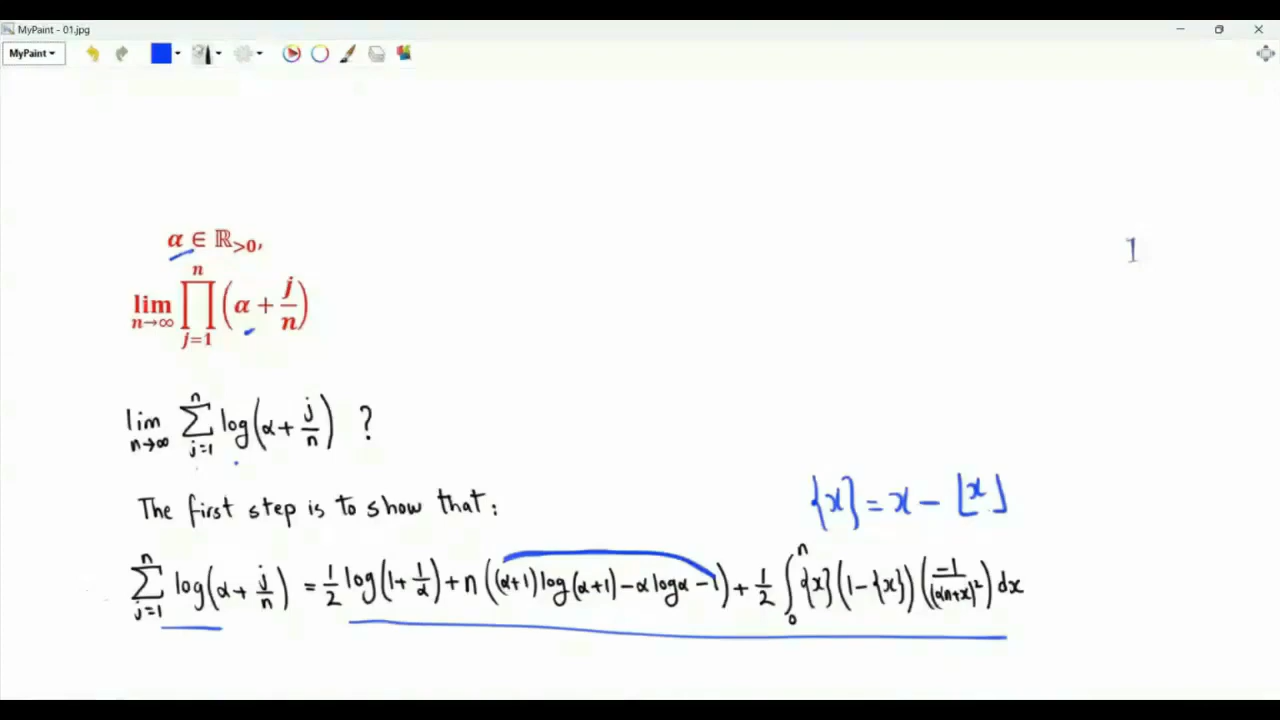 MyPaint - 01.jpg
MyPaint
α ∈ ℝ>0,
lim n→∞ ∏ j=1 n (α + j/n)
1
lim n→∞ ∑ j=1 n log(α + j/n) ?
The first step is to show that:
{x} = x - ⌊x⌋
∑ j=1 n log(α + j/n) = 1/2 log(1 + 1/α) + n((α+1) log(α+1) - α log α - 1) + 1/2 ∫ 0 n {x}(1 - {x}) (-1/(αn+x)²) dx